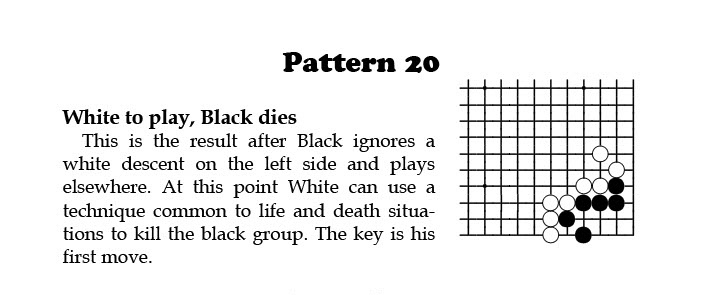 Pattern 20
White to play, Black dies
This is the result after Black ignores a
white descent on the left side and plays
elsewhere. At this point White can use a
technique common to life and death situa-
tions to kill the black group. The key is his
first move.